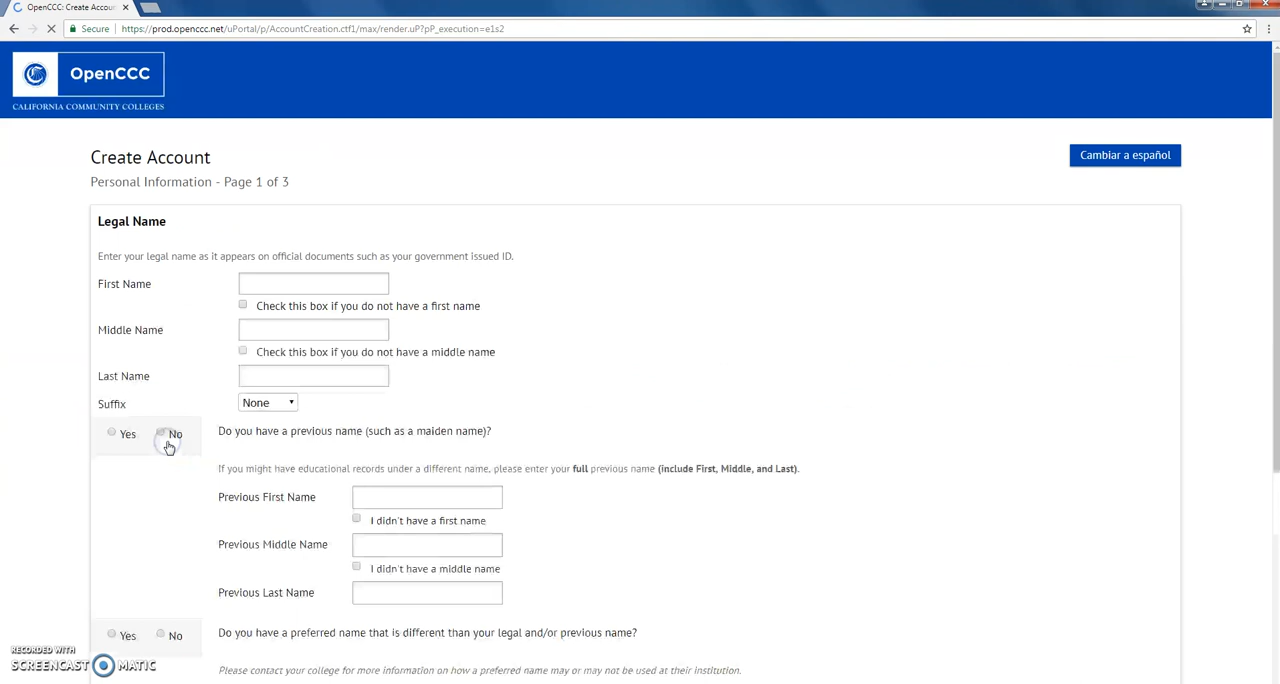 OpenCCC: Create Accou
Secure https://prod.openccc.net/uPortal/p/AccountCreation.ctf1/max/render.uP?pP_execution=e1s2
OpenCCC
CALIFORNIA COMMUNITY COLLEGES
Create Account
Cambiar a español
Personal Information - Page 1 of 3
Legal Name
Enter your legal name as it appears on official documents such as your government issued ID.
First Name
Check this box if you do not have a first name
Middle Name
Check this box if you do not have a middle name
Last Name
Suffix None
Yes No Do you have a previous name (such as a maiden name)?
If you might have educational records under a different name, please enter your full previous name (include First, Middle, and Last).
Previous First Name
I didn't have a first name
Previous Middle Name
I didn't have a middle name
Previous Last Name
Yes No Do you have a preferred name that is different than your legal and/or previous name?
Please contact your college for more information on how a preferred name may or may not be used at their institution.
RECORDED WITH
SCREENCAST MATIC